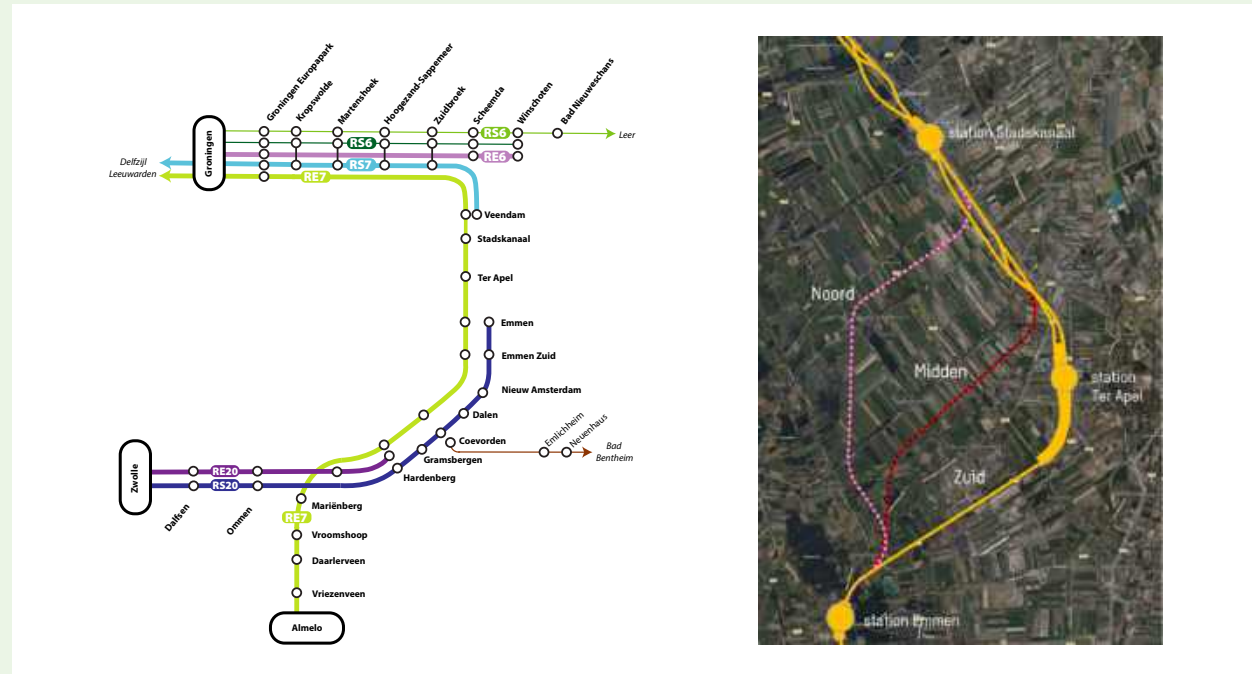 Groningen Europapark
Kropswolde
Martenshoek
Hoogezand-Sappemeer
Zuidbroek
Scheemda
Winschoten
Bad Nieuweschans
Groningen
RS6
Leer
RS6
RE6
Delfzijl
Leeuwarden
RS7
RE7
Veendam
Stadskanaal
Ter Apel
Emmen
Emmen Zuid
Nieuw Amsterdam
Dalen
Coevorden
Emlichheim
Neuenhaus
Bad
Bentheim
Gramsbergen
Hardenberg
Zwolle
RE20
RS20
Dalfsen
Ommen
Mariënberg
RE7
Vroomshoop
Daarlerveen
Vriezenveen
Almelo
station Stadskanaal
Noord
Midden
station
Ter Apel
Zuid
station Emmen